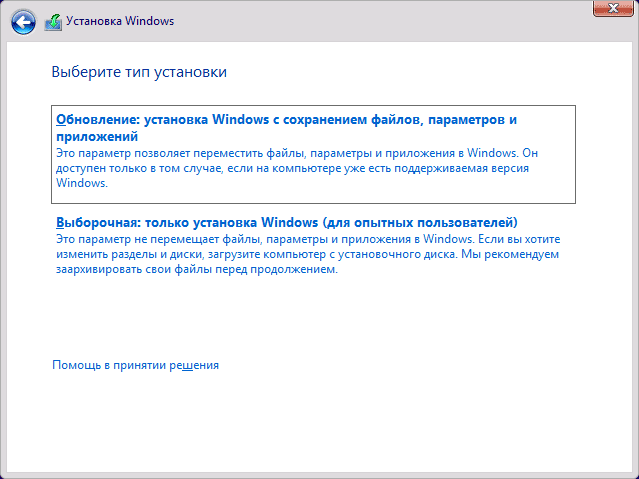 Установка Windows
Выберите тип установки
Обновление: установка Windows с сохранением файлов, параметров и
приложений
Это параметр позволяет переместить файлы, параметры и приложения в Windows. Он
доступен только в том случае, если на компьютере уже есть поддерживаемая версия
Windows.
Выборочная: только установка Windows (для опытных пользователей)
Это параметр не перемещает файлы, параметры и приложения в Windows. Если вы хотите
изменить разделы и диски, загрузите компьютер с установочного диска. Мы рекомендуем
заархивировать свои файлы перед продолжением.
Помощь в принятии решения